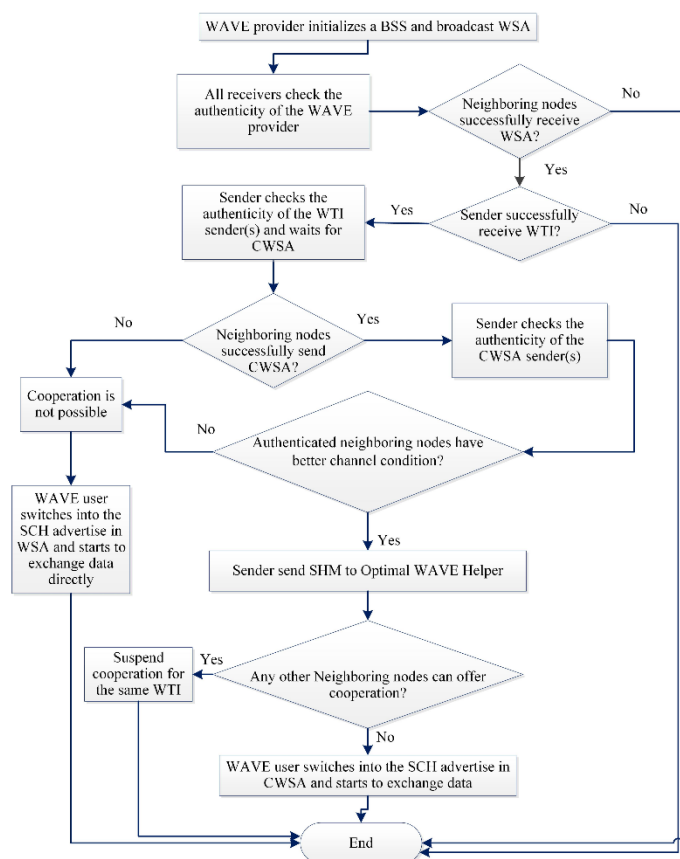 WAVE provider initializes a BSS and broadcast WSA
All receivers check the
authenticity of the WAVE
provider
Neighboring nodes
successfully receive
WSA?
No
Yes
Sender checks the
authenticity of the WTI
sender(s) and waits for
CWSA
Yes
Sender successfully
receive WTI?
No
No
Neighboring nodes
successfully send
CWSA?
Yes
Sender checks the
authenticity of the
CWSA sender(s)
Cooperation is
not possible
No
Authenticated neighboring nodes have
better channel condition?
WAVE user
switches into the
SCH advertise in
WSA and starts to
exchange data
directly
Yes
Sender send SHM to Optimal WAVE Helper
Suspend
cooperation for
the same WTI
Yes
Any other Neighboring nodes can offer
cooperation?
No
WAVE user switches into the SCH advertise in
CWSA and starts to exchange data
End